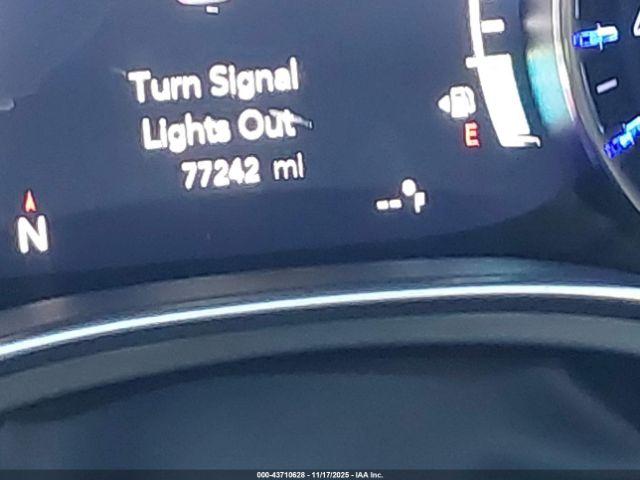 Turn Signal
Lights Out
77242 mi
E
N
--°F
000-43710628 - 11/17/2025 - IAA Inc.